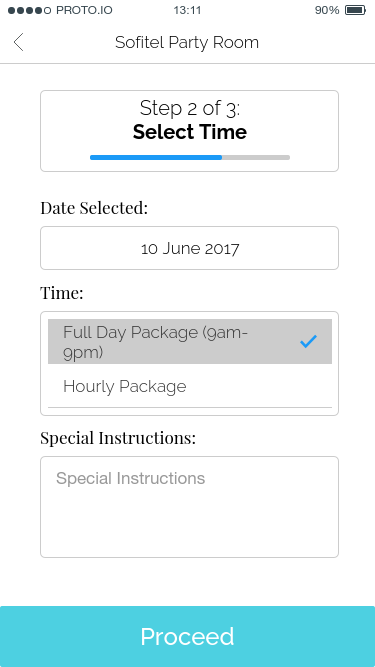 PROTO.IO 13:11 90%
Sofitel Party Room
Step 2 of 3:
Select Time
Date Selected:
10 June 2017
Time:
Full Day Package (9am-
9pm)
Hourly Package
Special Instructions:
Special Instructions
Proceed